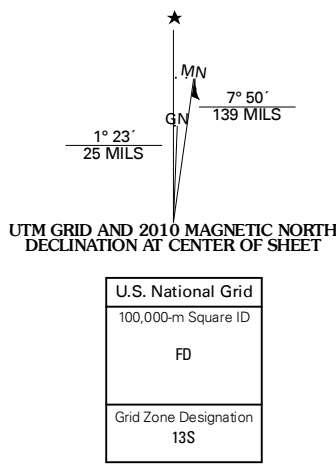 ★
MN
GN
7° 50´
139 MILS
1° 23´
25 MILS
UTM GRID AND 2010 MAGNETIC NORTH
DECLINATION AT CENTER OF SHEET
U.S. National Grid
100,000-m Square ID
FD
Grid Zone Designation
13S